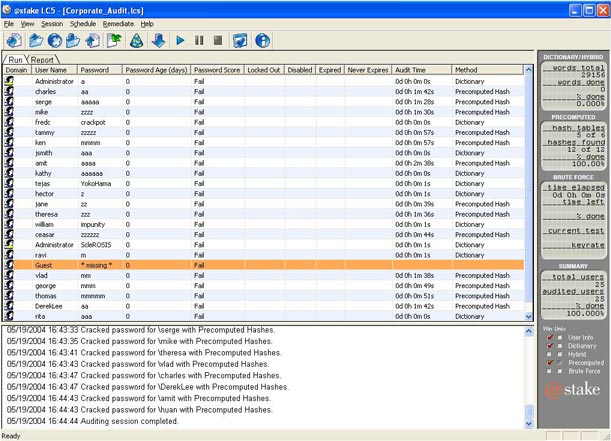 @stake LC5 - [Corporate_Audit.lcs]
File View Session Schedule Remediate Help
Run Report
Domain User Name Password Password Age (days) Password Score Locked Out Disabled Expired Never Expires Audit Time Method
Administrator a 0 Fail 0d 0h 0m 0s Dictionary
charles aa 0 Fail 0d 0h 1m 42s Precomputed Hash
serge aaaaa 0 Fail 0d 0h 1m 28s Precomputed Hash
mike zzzz 0 Fail 0d 0h 1m 30s Precomputed Hash
fredc crackpot 0 Fail 0d 0h 0m 0s Dictionary
tammy zzzzz 0 Fail 0d 0h 0m 57s Precomputed Hash
ken mmmm 0 Fail 0d 0h 0m 57s Precomputed Hash
jsmith aaa 0 Fail 0d 0h 0m 0s Dictionary
amit aaaa 0 Fail 0d 0h 2m 38s Precomputed Hash
kathy aaaaaa 0 Fail 0d 0h 0m 0s Dictionary
tejas YokoHama 0 Fail 0d 0h 0m 1s Dictionary
hector z 0 Fail 0d 0h 0m 1s Dictionary
jane zz 0 Fail 0d 0h 0m 39s Precomputed Hash
theresa zzz 0 Fail 0d 0h 1m 36s Precomputed Hash
william impunity 0 Fail 0d 0h 0m 1s Dictionary
ceasar zzzzzz 0 Fail 0d 0h 0m 44s Precomputed Hash
Administrator ScleROSIS 0 Fail 0d 0h 0m 1s Dictionary
ravi m 0 Fail 0d 0h 0m 1s Dictionary
Guest * missing * 0 Fail
vlad mm 0 Fail 0d 0h 1m 38s Precomputed Hash
george mmm 0 Fail 0d 0h 0m 49s Precomputed Hash
thomas mmmmm 0 Fail 0d 0h 0m 51s Precomputed Hash
DerekLee aa 0 Fail 0d 0h 1m 42s Precomputed Hash
rita aaa 0 Fail 0d 0h 0m 0s Dictionary
05/19/2004 16:43:33 Cracked password for \serge with Precomputed Hashes.
05/19/2004 16:43:35 Cracked password for \mike with Precomputed Hashes.
05/19/2004 16:43:41 Cracked password for \theresa with Precomputed Hashes.
05/19/2004 16:43:43 Cracked password for \vlad with Precomputed Hashes.
05/19/2004 16:43:47 Cracked password for \charles with Precomputed Hashes.
05/19/2004 16:43:47 Cracked password for \DerekLee with Precomputed Hashes.
05/19/2004 16:44:43 Cracked password for \amit with Precomputed Hashes.
05/19/2004 16:44:43 Cracked password for \huan with Precomputed Hashes.
05/19/2004 16:44:44 Auditing session completed.
DICTIONARY/HYBRID
words total
29156
words done
0
% done
0.000%
PRECOMPUTED
hash tables
5 of 6
hashes found
12 of 12
% done
100.00%
BRUTE FORCE
time elapsed
0d 0h 0m 0s
time left
% done
current test
keyrate
SUMMARY
total users
25
audited users
25
% done
100.000%
Win Unix
User Info
Dictionary
Hybrid
Precomputed
Brute Force
@stake
Ready